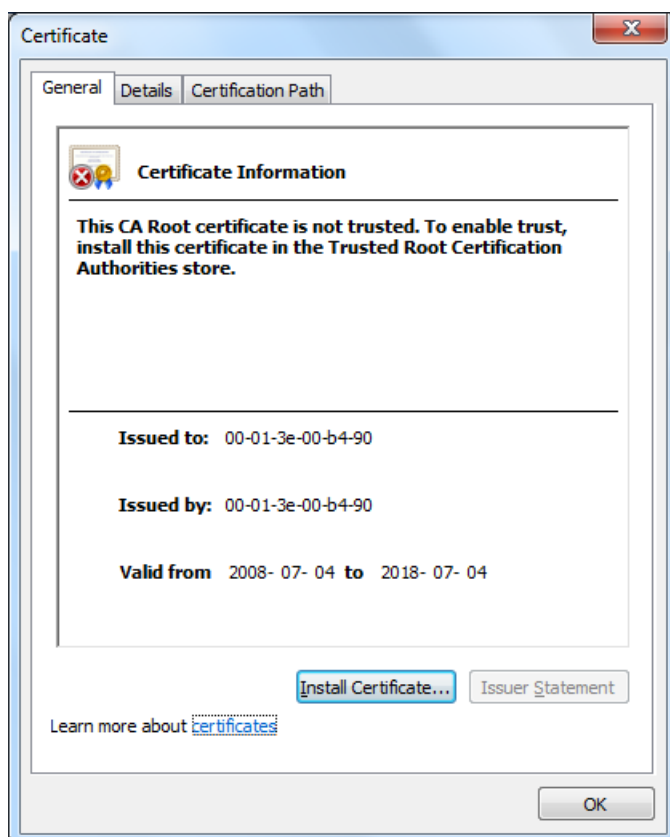 Certificate
General Details Certification Path
Certificate Information
This CA Root certificate is not trusted. To enable trust,
install this certificate in the Trusted Root Certification
Authorities store.
Issued to: 00-01-3e-00-b4-90
Issued by: 00-01-3e-00-b4-90
Valid from 2008- 07- 04 to 2018- 07- 04
Install Certificate... Issuer Statement
Learn more about certificates
OK